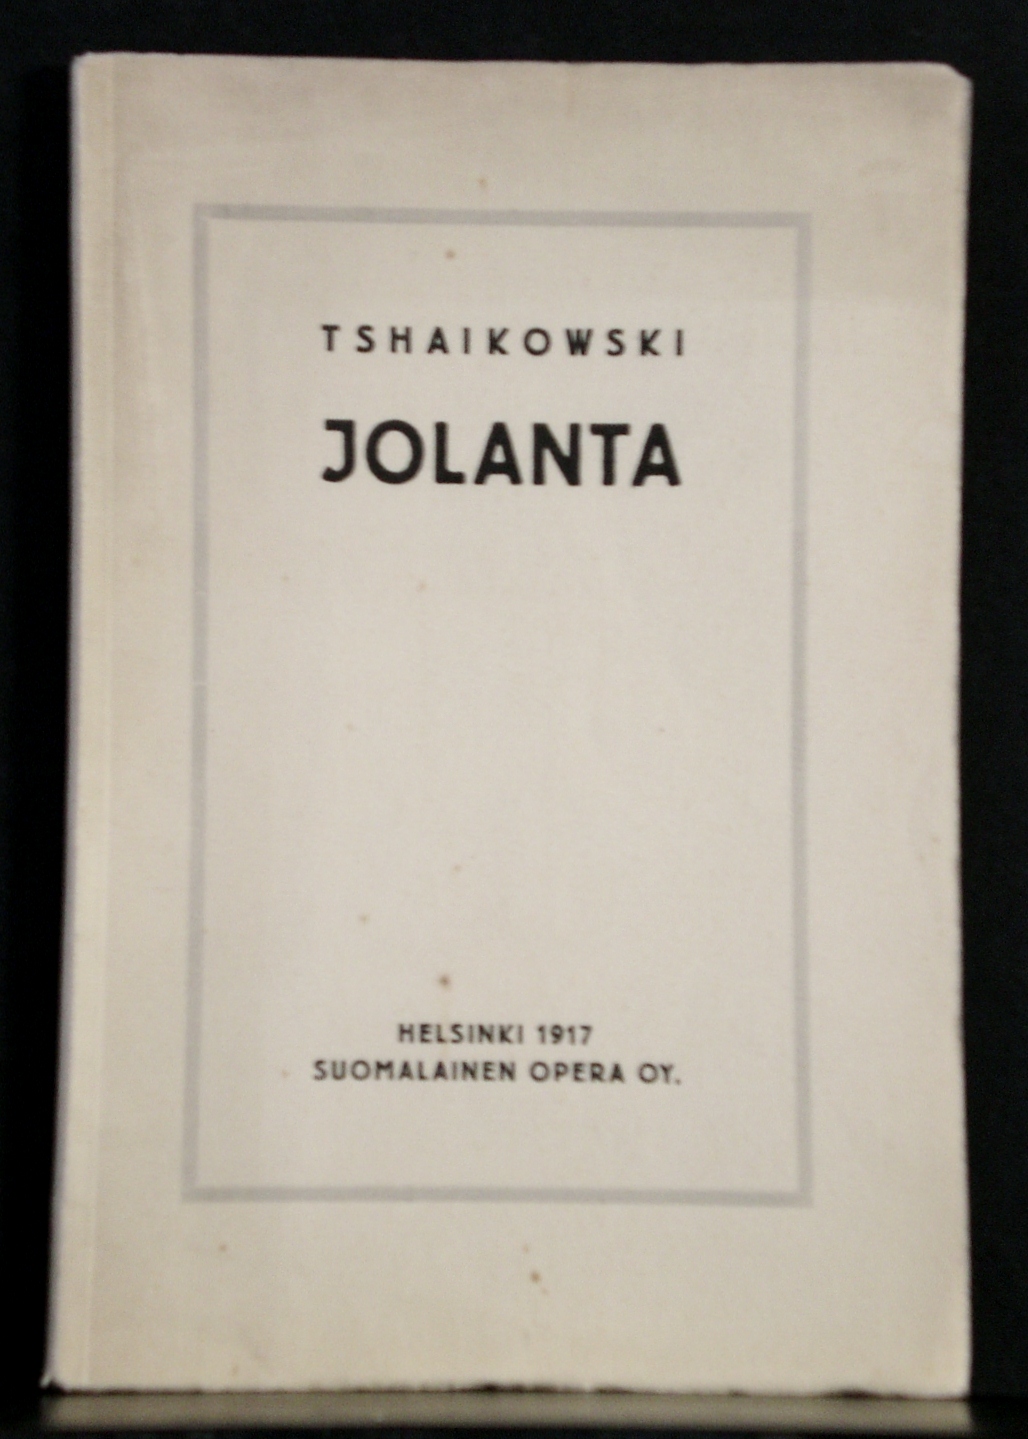 TSHAIKOWSKI
JOLANTA
HELSINKI 1917
SUOMALAINEN OPERA OY.